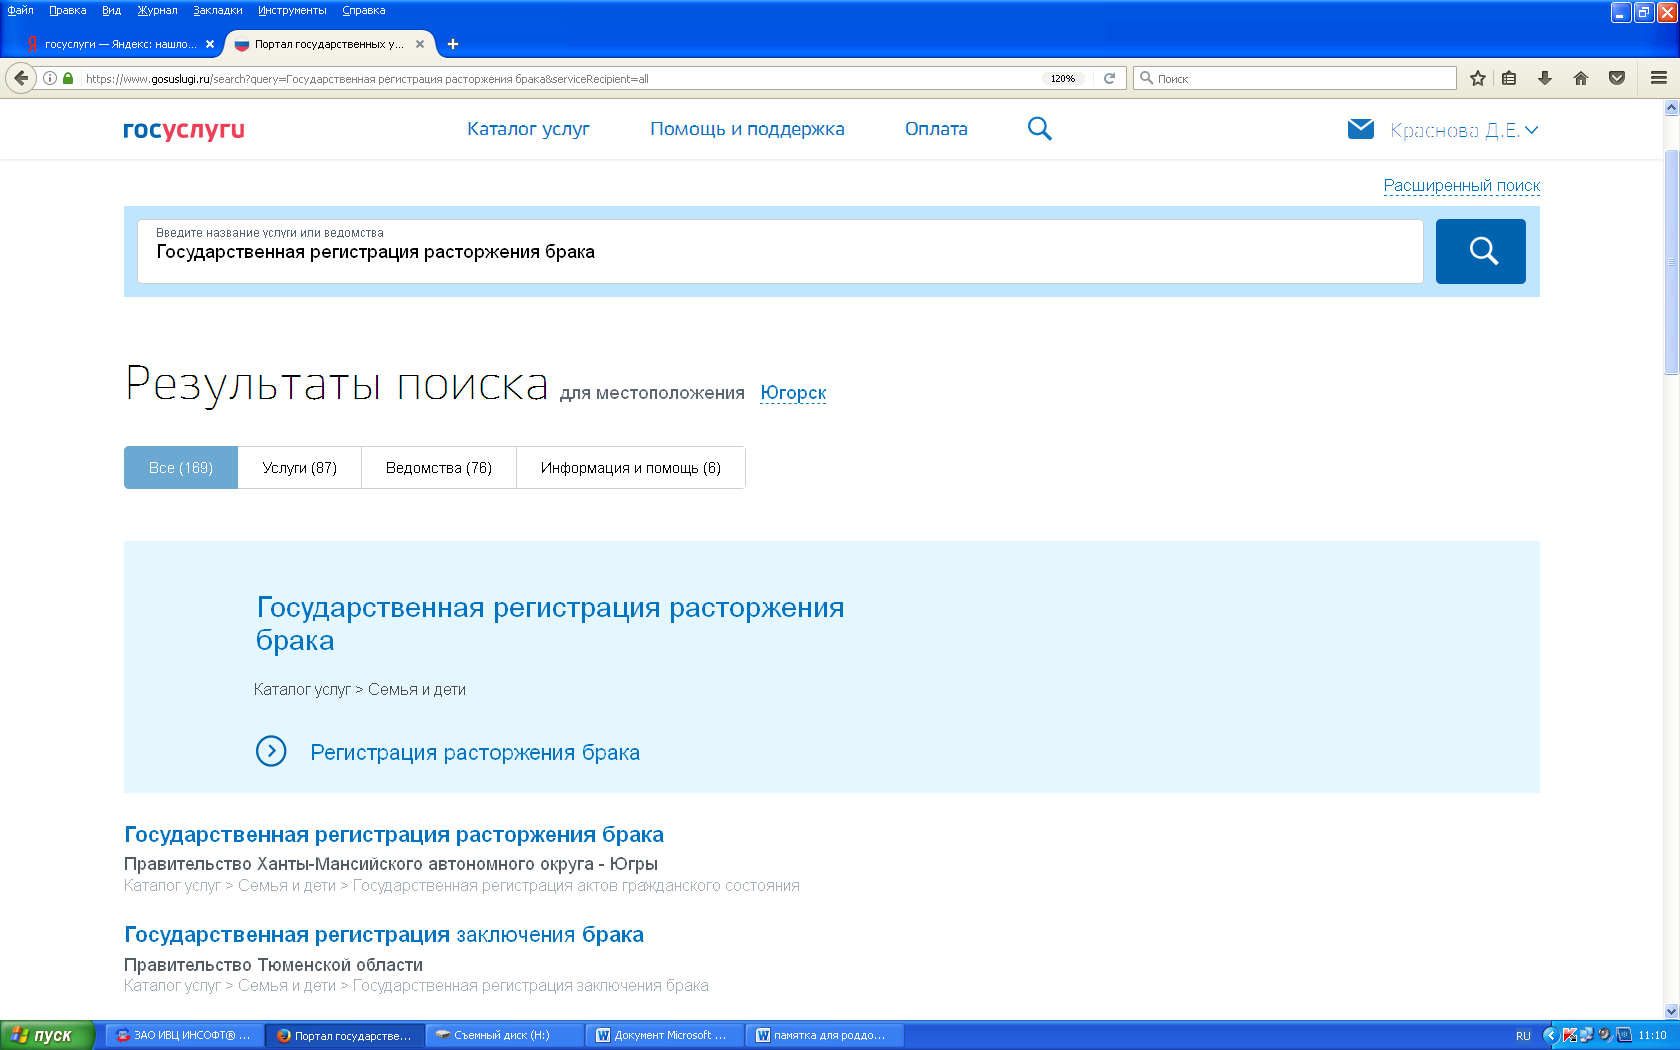 Файл Правка Вид Журнал Закладки Инструменты Справка
Я госуслуги — Яндекс: нашло... × Портал государственных у... × +
https://www.gosuslugi.ru/search?query=Государственная регистрация расторжения брака&serviceRecipient=all 120% Поиск
госуслуги Каталог услуг Помощь и поддержка Оплата Краснова Д.Е.
Расширенный поиск
Введите название услуги или ведомства
Государственная регистрация расторжения брака
Результаты поиска для местоположения Югорск
Все (169) Услуги (87) Ведомства (76) Информация и помощь (6)
Государственная регистрация расторжения
брака
Каталог услуг > Семья и дети
Регистрация расторжения брака
Государственная регистрация расторжения брака
Правительство Ханты-Мансийского автономного округа - Югры
Каталог услуг > Семья и дети > Государственная регистрация актов гражданского состояния
Государственная регистрация заключения брака
Правительство Тюменской области
Каталог услуг > Семья и дети > Государственная регистрация заключения брака
пуск ЗАО ИВЦ ИНСОФТ® ... Портал государстве... Съемный диск (H:) Документ Microsoft ... памятка для роддо... RU 11:10